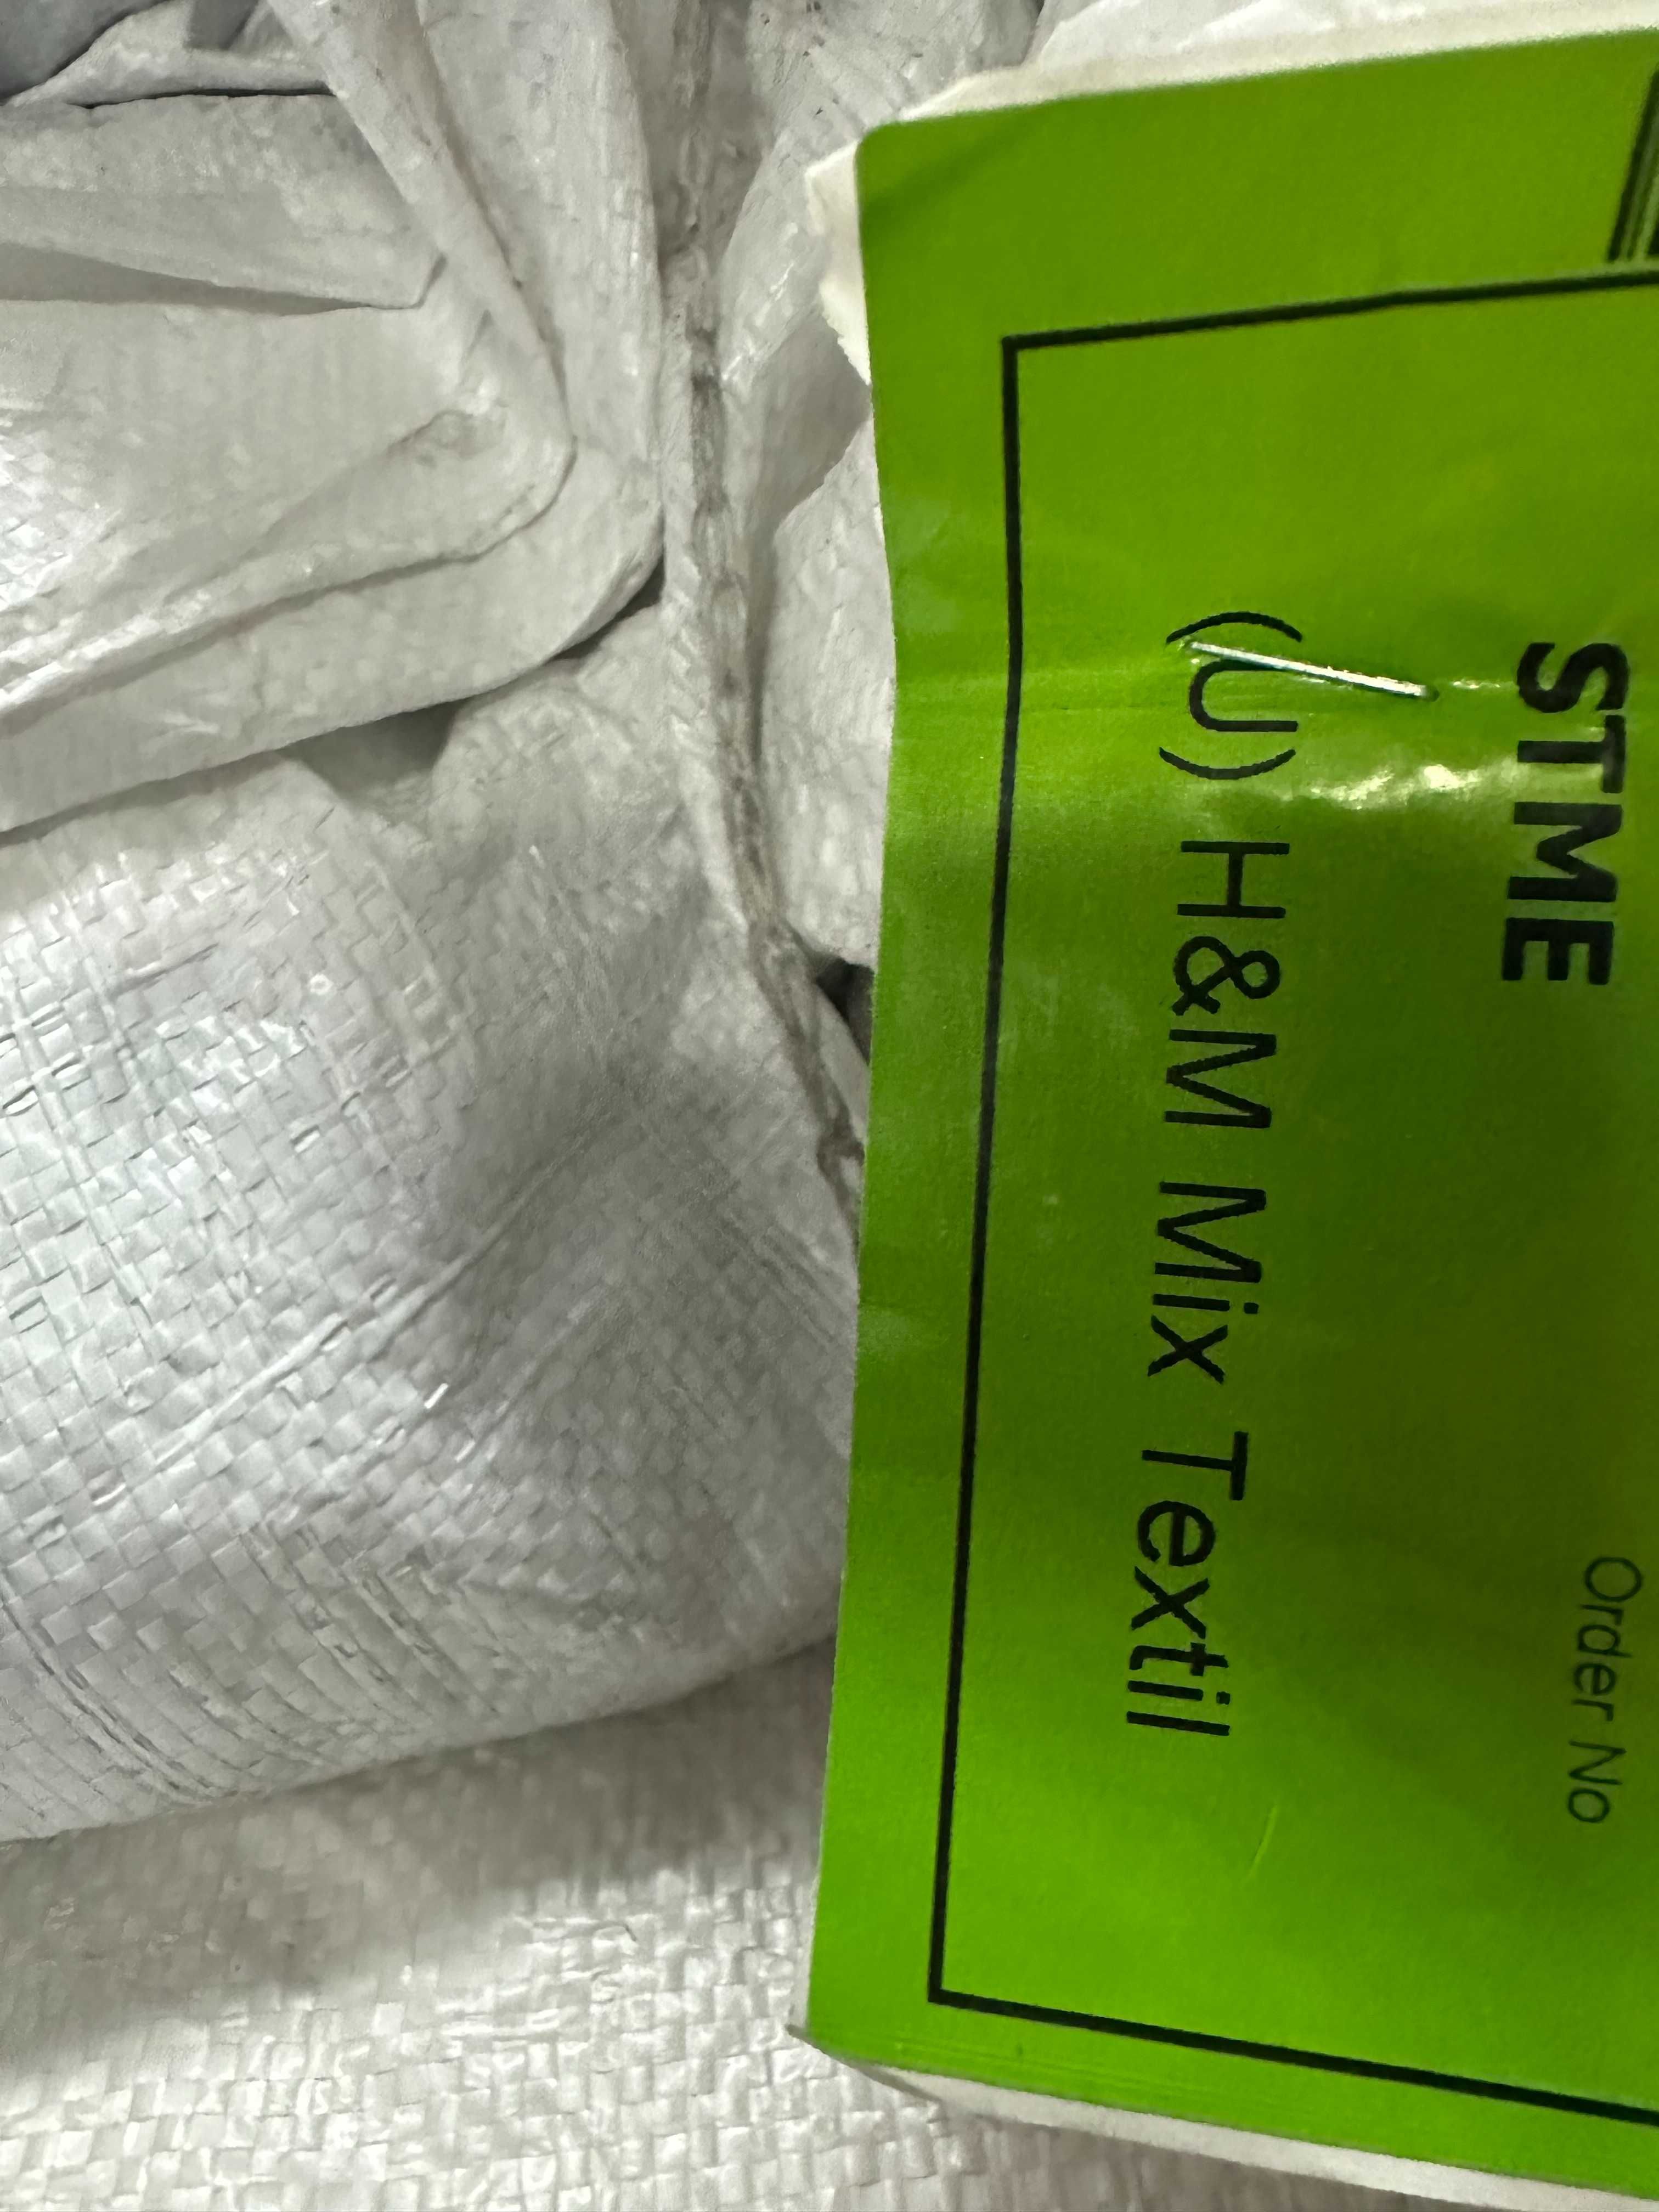 STME
Order No
(U) H&M Mix Textil